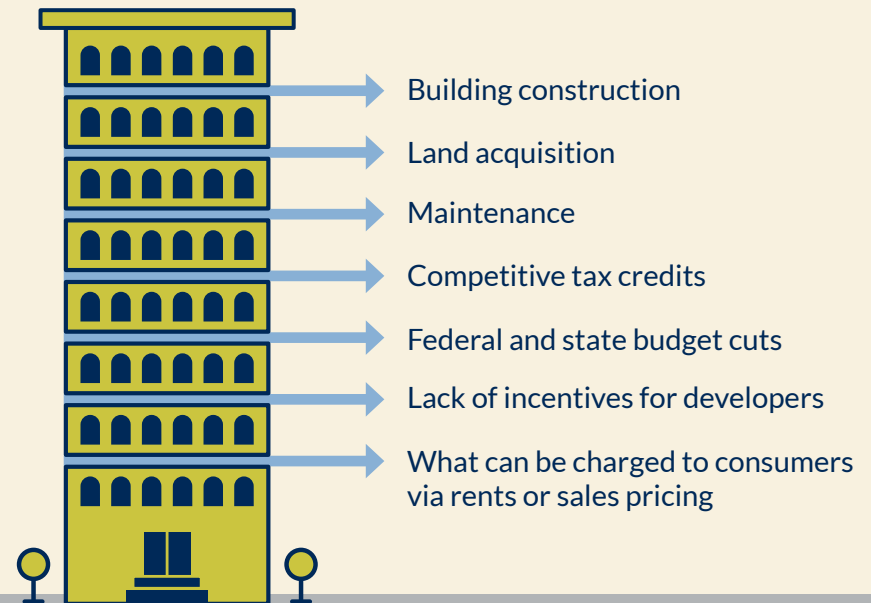 Building construction
Land acquisition
Maintenance
Competitive tax credits
Federal and state budget cuts
Lack of incentives for developers
What can be charged to consumers
via rents or sales pricing